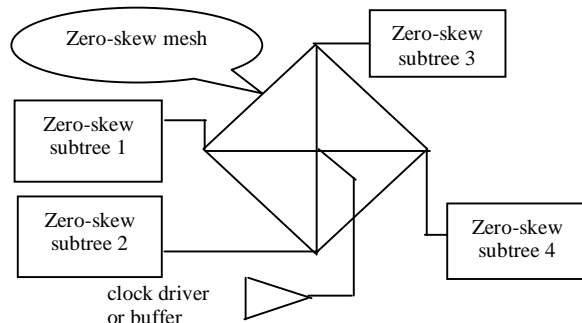 Zero-skew mesh
Zero-skew
subtree 3
Zero-skew
subtree 1
Zero-skew
subtree 2
Zero-skew
subtree 4
clock driver
or buffer